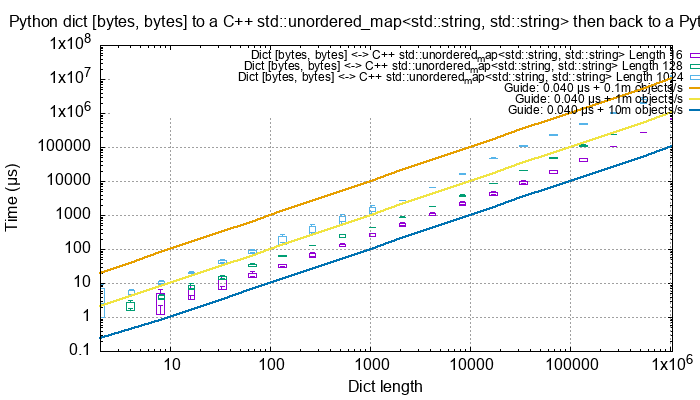 Python dict [bytes, bytes] to a C++ std::unordered_map<std::string, std::string> then back to a Pyt
1x10⁸
Dict [bytes, bytes] <-> C++ std::unordered_map<std::string, std::string> Length 16
Dict [bytes, bytes] <-> C++ std::unordered_map<std::string, std::string> Length 128
Dict [bytes, bytes] <-> C++ std::unordered_map<std::string, std::string> Length 1024
Guide: 0.040 µs + 0.1m objects/s
Guide: 0.040 µs + 1m objects/s
Guide: 0.040 µs + 10m objects/s
1x10⁷
1x10⁶
100000
10000
1000
100
10
1
0.1
Time (µs)
10 100 1000 10000 100000 1x10⁶
Dict length